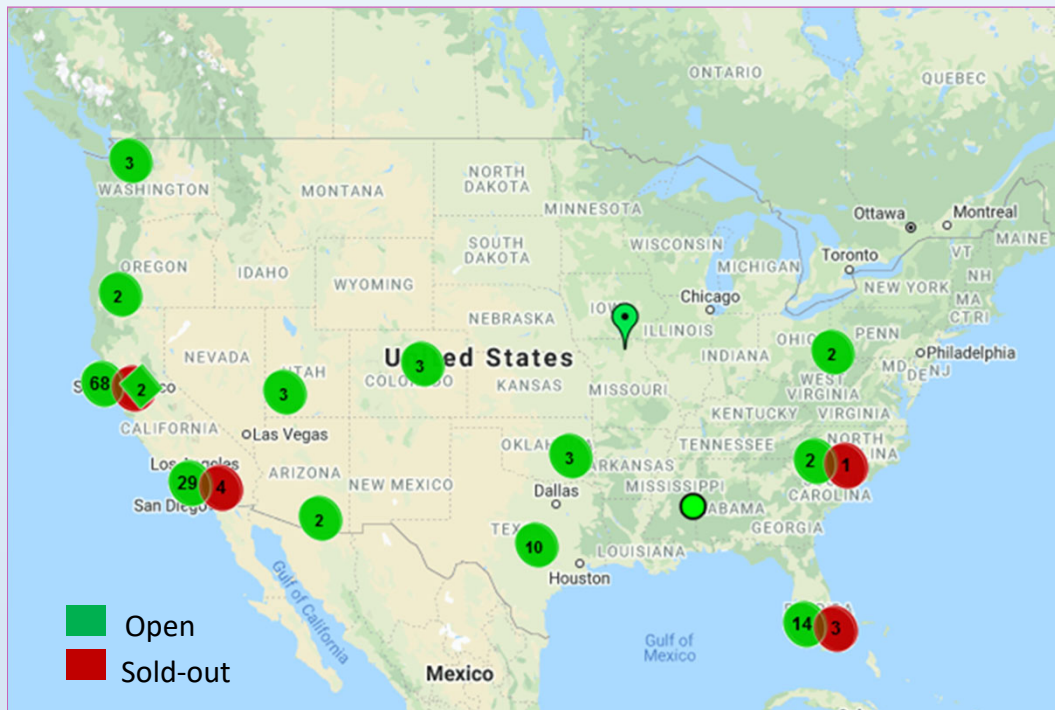 ONTARIO
QUEBEC
3
WASHINGTON
MONTANA
NORTH
DAKOTA
MINNESOTA
Ottawa
Montreal
MAINE
WISCONSIN
Toronto
VT
NH
OREGON
IDAHO
SOUTH
DAKOTA
MICHIGAN
NEW YORK
MA
CT RI
2
WYOMING
Chicago
IOW
ILLINOIS
NEBRASKA
INDIANA
OHIO
PENN
2
Philadelphia
MD
DE
NJ
NEVADA
United States
3
COLORADO
UTAH
3
KANSAS
MISSOURI
WEST
VIRGINIA
KENTUCKY
VIRGINIA
68
2
CALIFORNIA
Las Vegas
OKLAHOMA
3
ARKANSAS
TENNESSEE
NORTH
2
1
CAROLINA
Los Angeles
29
4
San Diego
ARIZONA
NEW MEXICO
Dallas
MISSISSIPPI
ABAMA
GEORGIA
2
TEX
10
LOUISIANA
Houston
Gulf of
California
14
3
Gulf of
Mexico
Mexico
Open
Sold-out